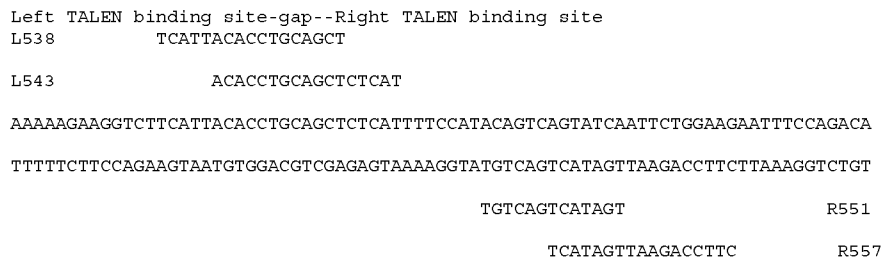 Left TALEN binding site-gap--Right TALEN binding site
L538 TCATTACACCTGCAGCT
L543 ACACCTGCAGCTCTCAT
AAAAAGAAGGTCTTCATTACACCTGCAGCTCTCATTTTCCATACAGTCAGTATCAATTCTGGAAGAATTTCCAGACA
TTTTTCTTCCAGAAGTAATGTGGACGTCGAGAGTAAAAGGTATGTCAGTCATAGTTAAGACCTTCTTAAAGGTCTGT
TGTCAGTCATAGT R551
TCATAGTTAAGACCTTC R557